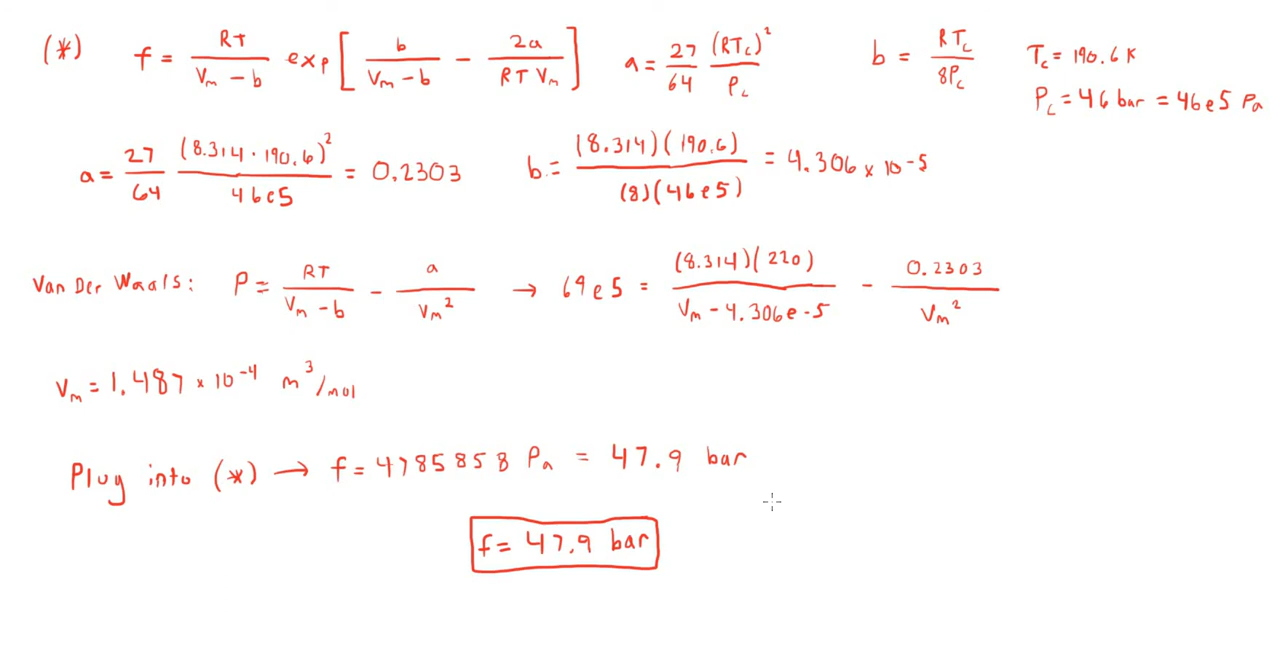 (*) f = RT / (Vm − b) exp[ b / (Vm − b) − 2a / (RT Vm) ] a = 27/64 (RTc)² / Pc b = RTc / 8Pc Tc = 190.6 K
Pc = 46 bar = 46e5 Pa
a = 27/64 (8.314 · 190.6)² / 46e5 = 0.2303 b = (8.314)(190.6) / (8)(46e5) = 4.306 × 10⁻⁵
Van Der Waals: P = RT / (Vm − b) − a / Vm² → 69e5 = (8.314)(220) / (Vm − 4.306e-5) − 0.2303 / Vm²
Vm = 1.487 × 10⁻⁴ m³/mol
Plug into (*) → f = 4785858 Pa = 47.9 bar
f = 47.9 bar